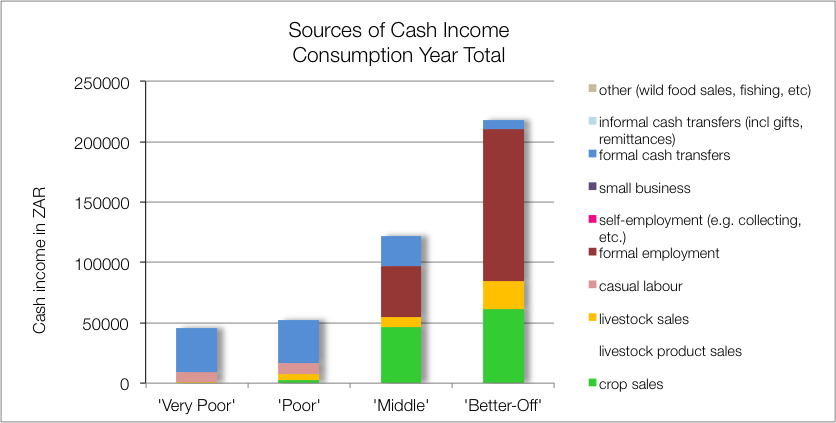 Sources of Cash Income
Consumption Year Total
250000
200000
150000
100000
50000
0
Cash income in ZAR
'Very Poor'
'Poor'
'Middle'
'Better-Off'
other (wild food sales, fishing, etc)
informal cash transfers (incl gifts,
remittances)
formal cash transfers
small business
self-employment (e.g. collecting,
etc.)
formal employment
casual labour
livestock sales
livestock product sales
crop sales